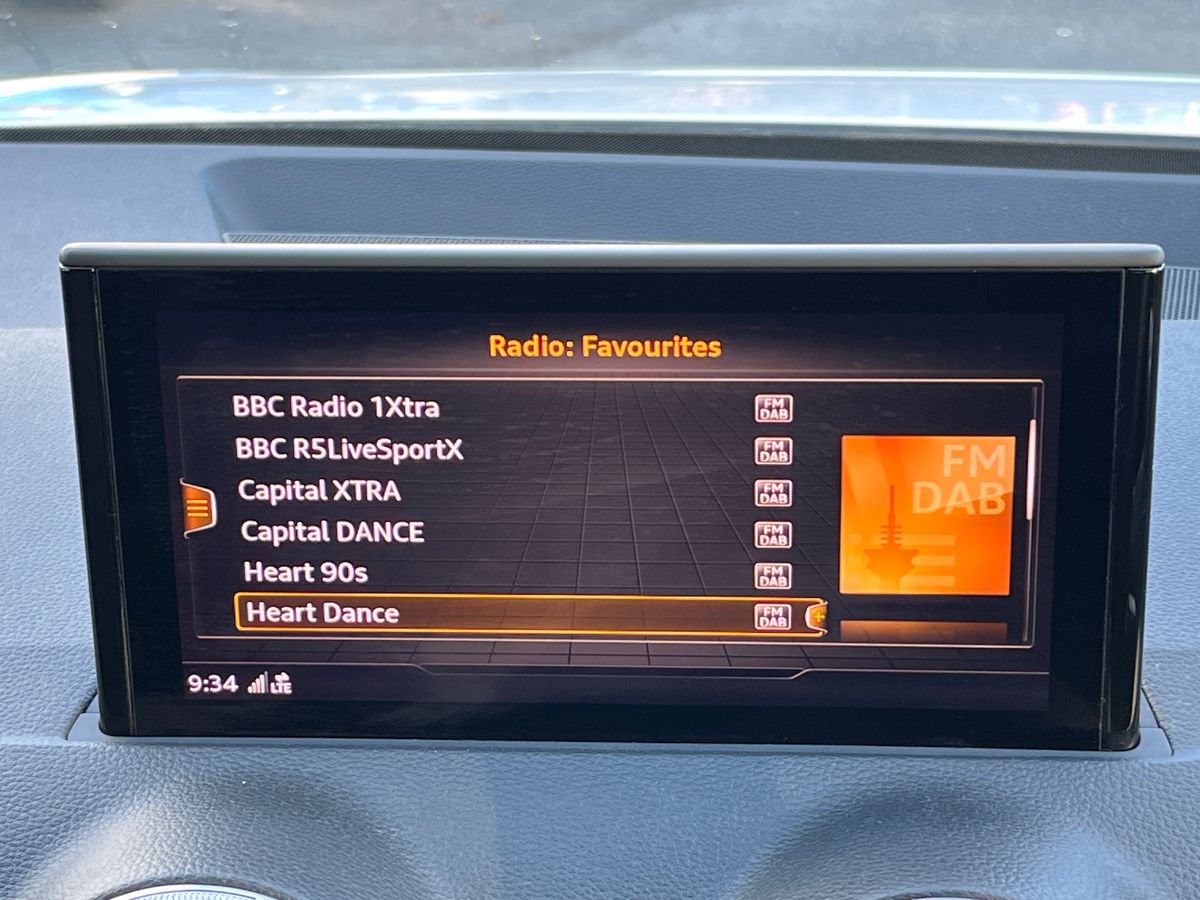 Radio: Favourites
BBC Radio 1Xtra FM DAB
BBC R5LiveSportX FM DAB
Capital XTRA FM DAB
Capital DANCE FM DAB
Heart 90s FM DAB
Heart Dance FM DAB
FM
DAB
9:34 LTE